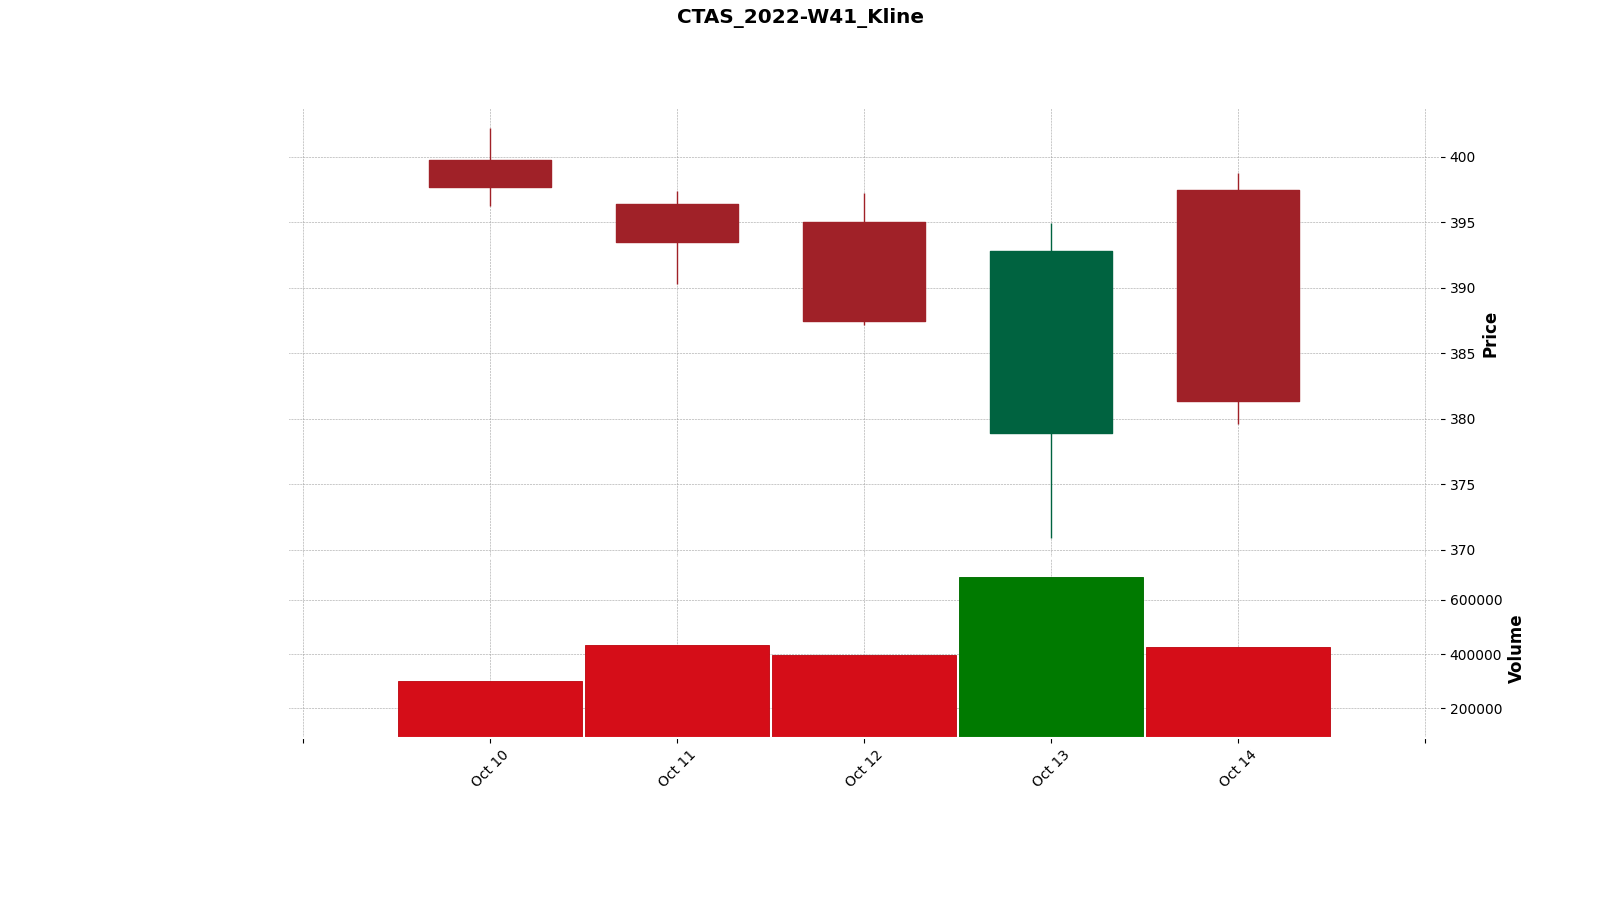 CTAS_2022-W41_Kline
400
395
390
385
380
375
370
Price
600000
400000
200000
Volume
Oct 10
Oct 11
Oct 12
Oct 13
Oct 14